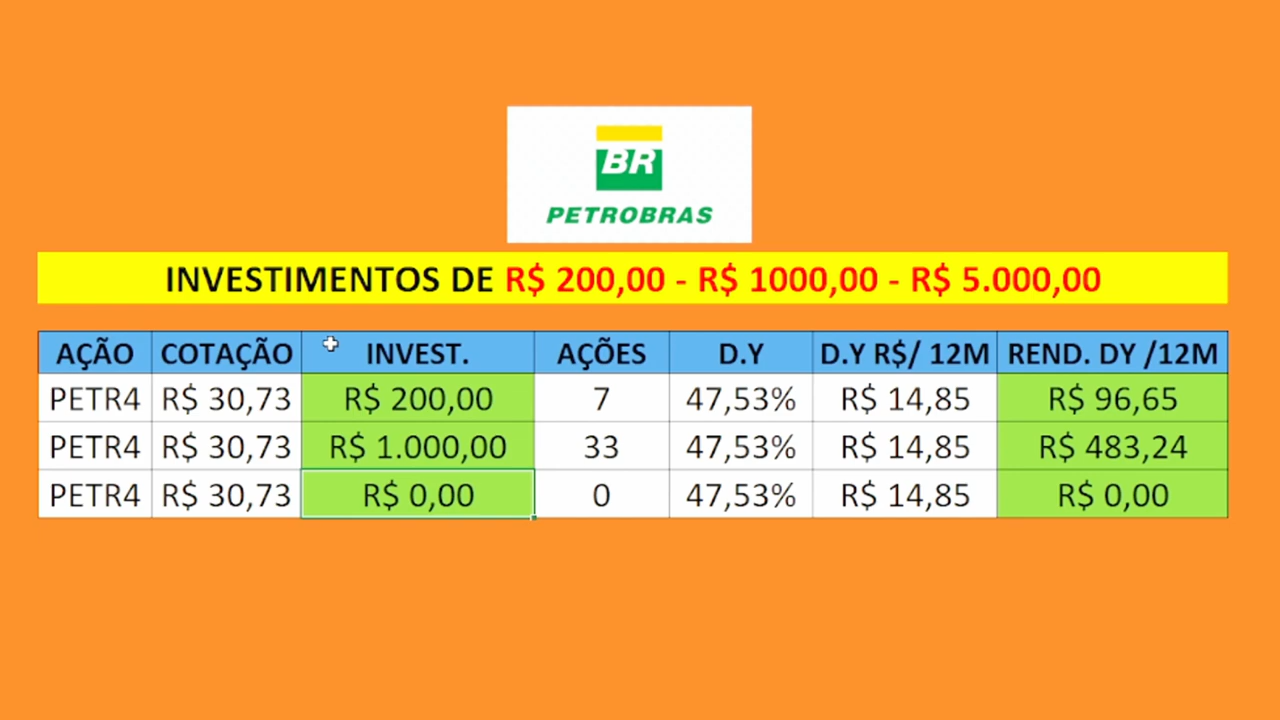 BR
PETROBRAS
INVESTIMENTOS DE R$ 200,00 - R$ 1000,00 - R$ 5.000,00
AÇÃO COTAÇÃO INVEST. AÇÕES D.Y D.Y R$/ 12M REND. DY /12M
PETR4 R$ 30,73 R$ 200,00 7 47,53% R$ 14,85 R$ 96,65
PETR4 R$ 30,73 R$ 1.000,00 33 47,53% R$ 14,85 R$ 483,24
PETR4 R$ 30,73 R$ 0,00 0 47,53% R$ 14,85 R$ 0,00